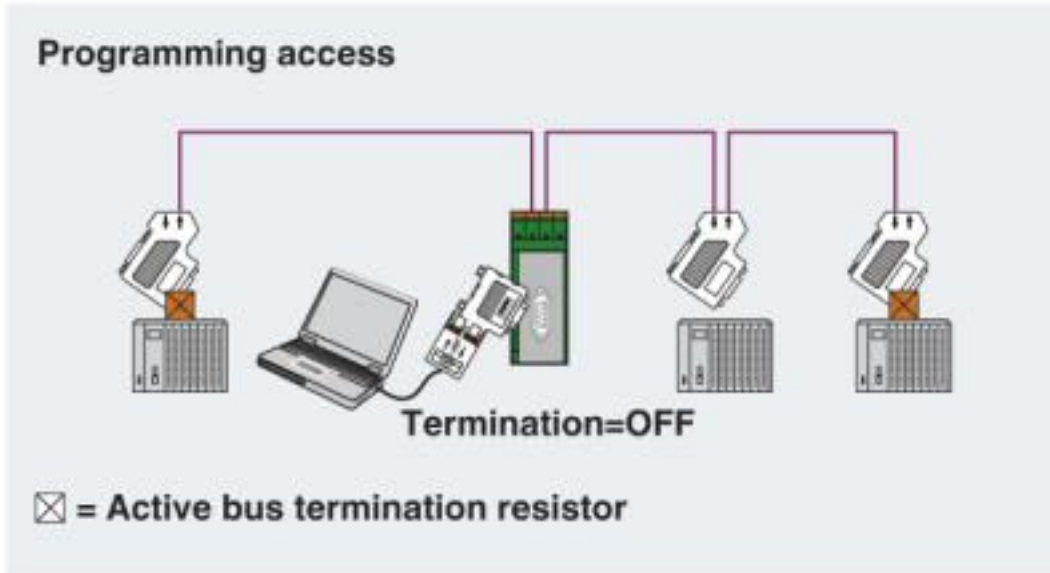 Programming access
Termination=OFF
= Active bus termination resistor